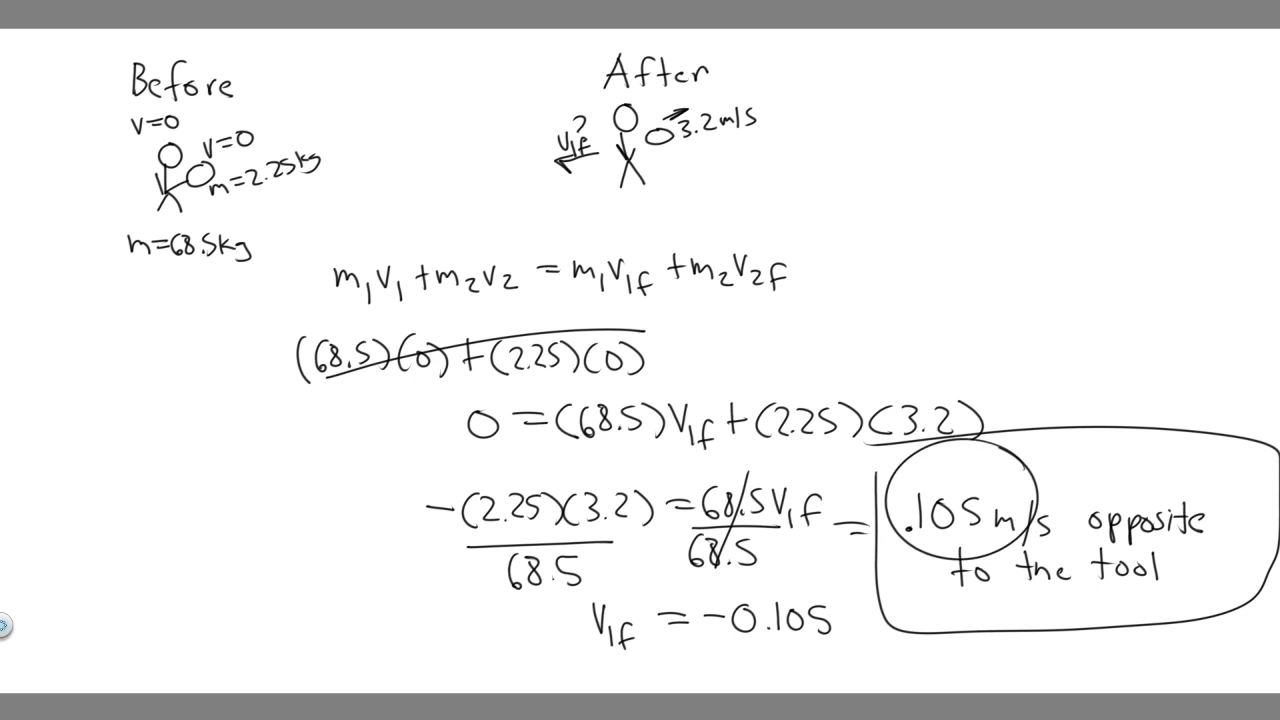 Before
After
v=0
v=0
m=2.25kg
m=68.5kg
?
V1f
3.2m/s
m₁v₁+m₂v₂=m₁v₁f+m₂v₂f
(68.5)(0)+(2.25)(0)
0=(68.5)V₁f+(2.25)(3.2)
-(2.25)(3.2)=68.5V₁f
68.5 68.5
= .105m/s opposite
to the tool
V₁f=-0.105